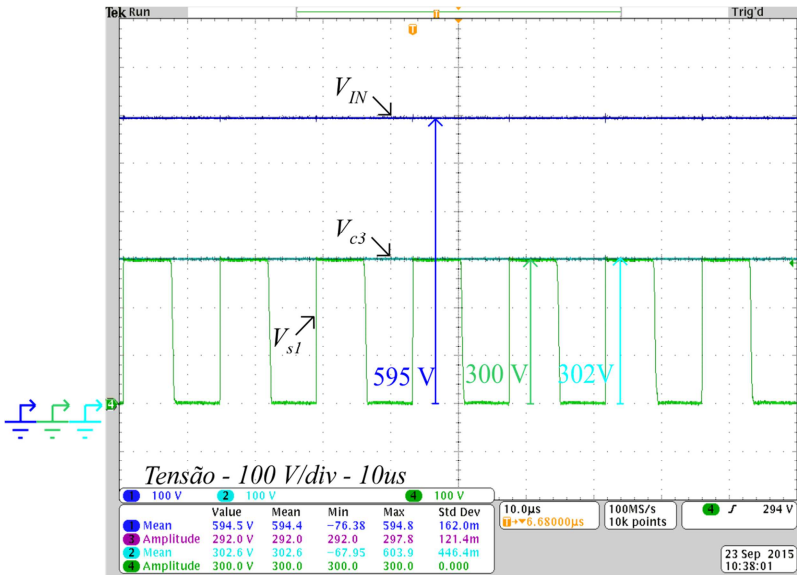 Tek Run Trig'd
T
T
V_IN
V_c3
V_s1
595 V 300 V 302V
4
Tensão - 100 V/div - 10us
1 100 V 2 100 V 4 100 V
Value Mean Min Max Std Dev
1 Mean 594.5 V 594.4 −76.38 594.8 162.0m
3 Amplitude 292.0 V 292.0 292.0 297.8 121.4m
2 Mean 302.6 V 302.6 −67.95 603.9 446.4m
4 Amplitude 300.0 V 300.0 300.0 300.0 0.000
10.0µs
T→▼6.68000µs
100MS/s
10k points
4 294 V
23 Sep 2015
10:38:01